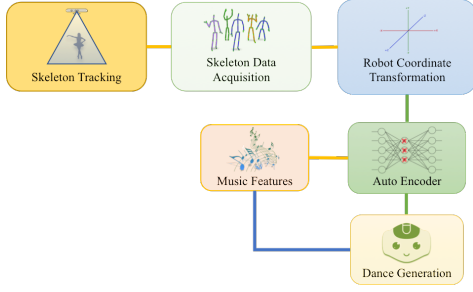 Skeleton Tracking
Skeleton Data
Acquisition
Robot Coordinate
Transformation
Music Features
Auto Encoder
Dance Generation